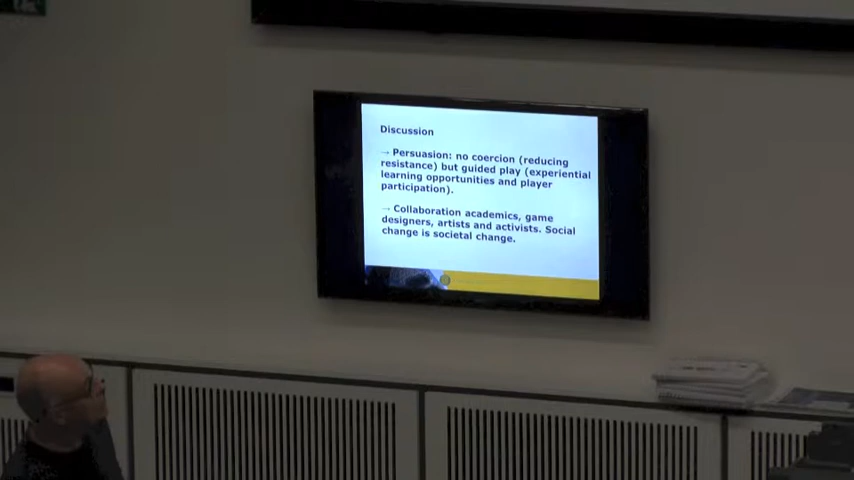 Discussion
→ Persuasion: no coercion (reducing
resistance) but guided play (experiential
learning opportunities and player
participation).
→ Collaboration academics, game
designers, artists and activists. Social
change is societal change.